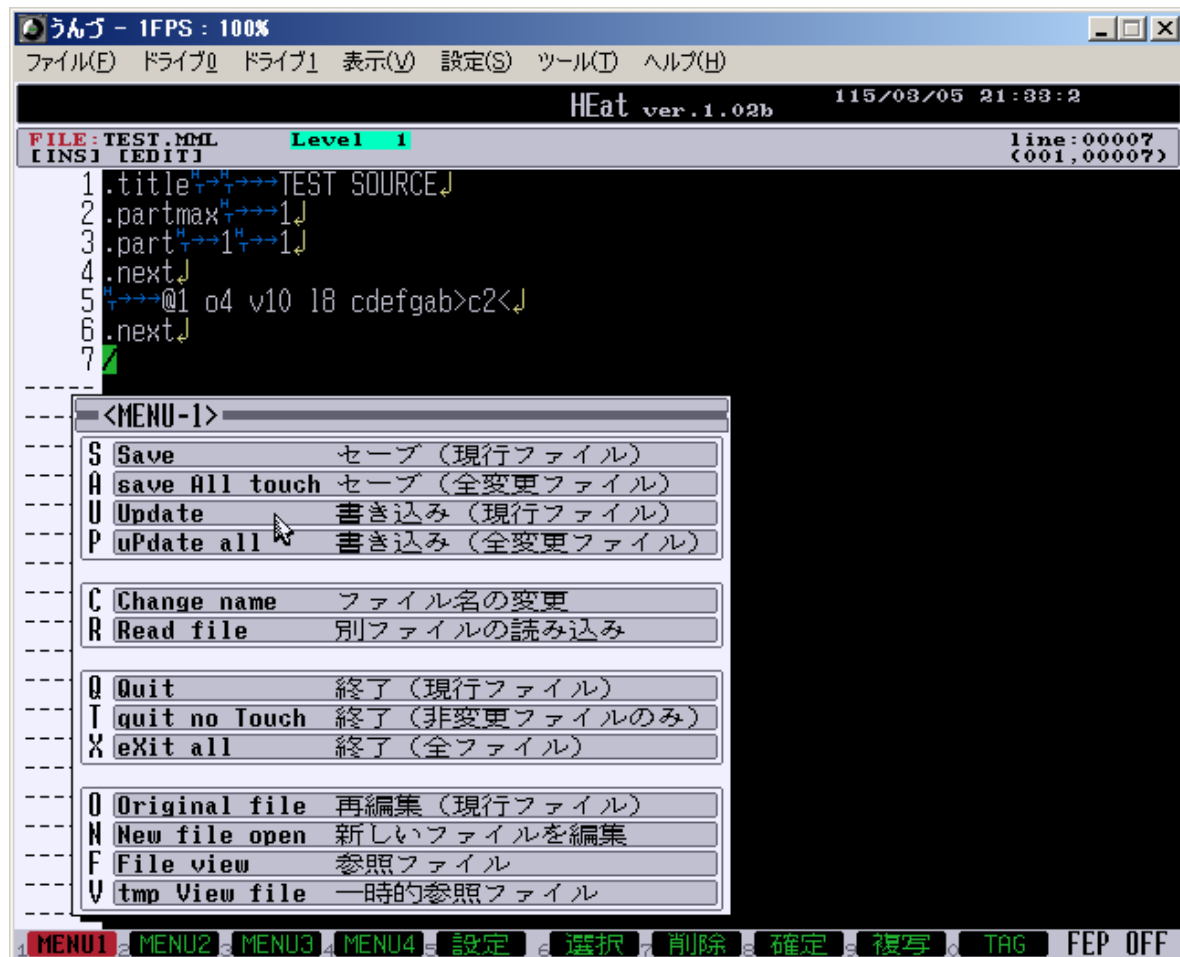 うんづ - 1FPS : 100%
ファイル(F) ドライブ0 ドライブ1 表示(V) 設定(S) ツール(T) ヘルプ(H)
HEat ver.1.02b 115/03/05 21:33:2
FILE:TEST.MML Level 1 line:00007
[INS] [EDIT] (001,00007)
1 .title TEST SOURCE
2 .partmax 1
3 .part 1 1
4 .next
5 @1 o4 v10 l8 cdefgab>c2<
6 .next
7 /
<MENU-1>
S Save セーブ（現行ファイル）
A save All touch セーブ（全変更ファイル）
U Update 書き込み（現行ファイル）
P uPdate all 書き込み（全変更ファイル）
C Change name ファイル名の変更
R Read file 別ファイルの読み込み
Q Quit 終了（現行ファイル）
T quit no Touch 終了（非変更ファイルのみ）
X eXit all 終了（全ファイル）
O Original file 再編集（現行ファイル）
N New file open 新しいファイルを編集
F File view 参照ファイル
V tmp View file 一時的参照ファイル
1 MENU1 2 MENU2 3 MENU3 4 MENU4 5 設定 6 選択 7 削除 8 確定 9 複写 0 TAG FEP OFF